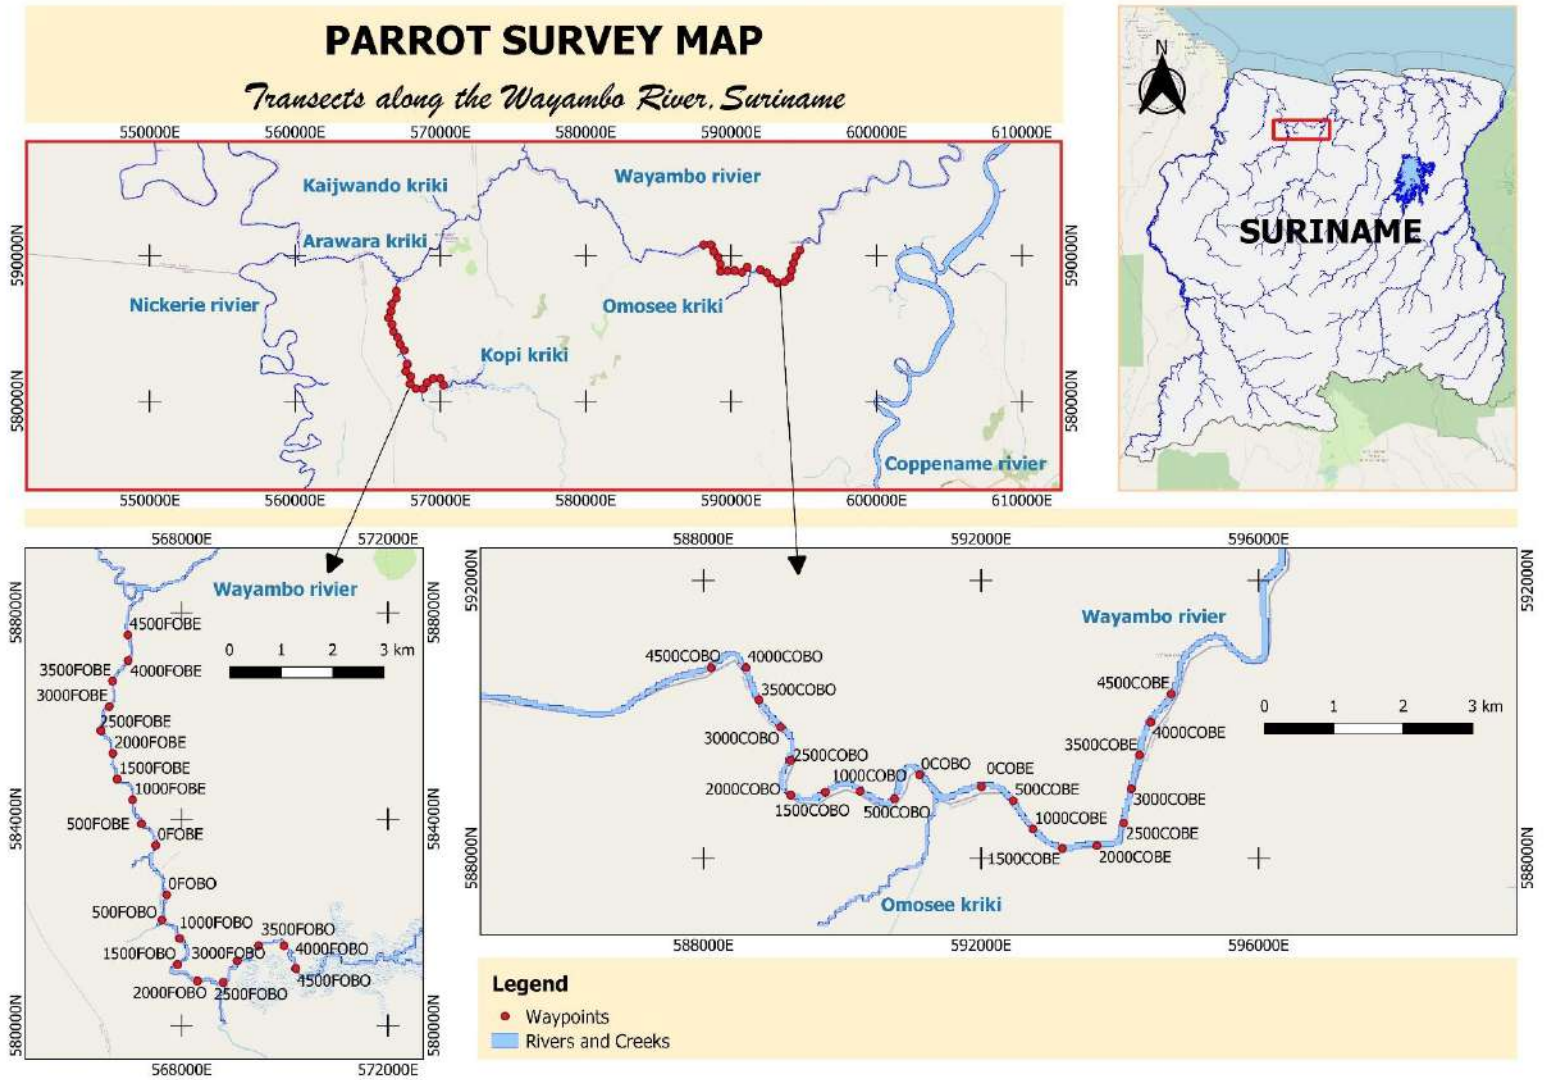 PARROT SURVEY MAP
Transects along the Wayambo River, Suriname
N
SURINAME
550000E 560000E 570000E 580000E 590000E 600000E 610000E
590000N
580000N
Kaijwando kriki
Wayambo rivier
Arawara kriki
Nickerie rivier
Omosee kriki
Kopi kriki
Coppename rivier
590000N
580000N
550000E 560000E 570000E 580000E 590000E 600000E 610000E
568000E 572000E
588000N
584000N
580000N
Wayambo rivier
0 1 2 3 km
4500FOBE
4000FOBE
3500FOBE
3000FOBE
2500FOBE
2000FOBE
1500FOBE
1000FOBE
500FOBE
0FOBE
0FOBO
500FOBO
1000FOBO
1500FOBO
2000FOBO
2500FOBO
3000FOBO
3500FOBO
4000FOBO
4500FOBO
588000N
584000N
580000N
568000E 572000E
588000E 592000E 596000E
592000N
588000N
Wayambo rivier
4500COBO
4000COBO
3500COBO
3000COBO
2500COBO
2000COBO
1500COBO
1000COBO
500COBO
0COBO
0COBE
500COBE
1000COBE
1500COBE
2000COBE
2500COBE
3000COBE
3500COBE
4000COBE
4500COBE
0 1 2 3 km
Omosee kriki
592000N
588000N
588000E 592000E 596000E
Legend
Waypoints
Rivers and Creeks